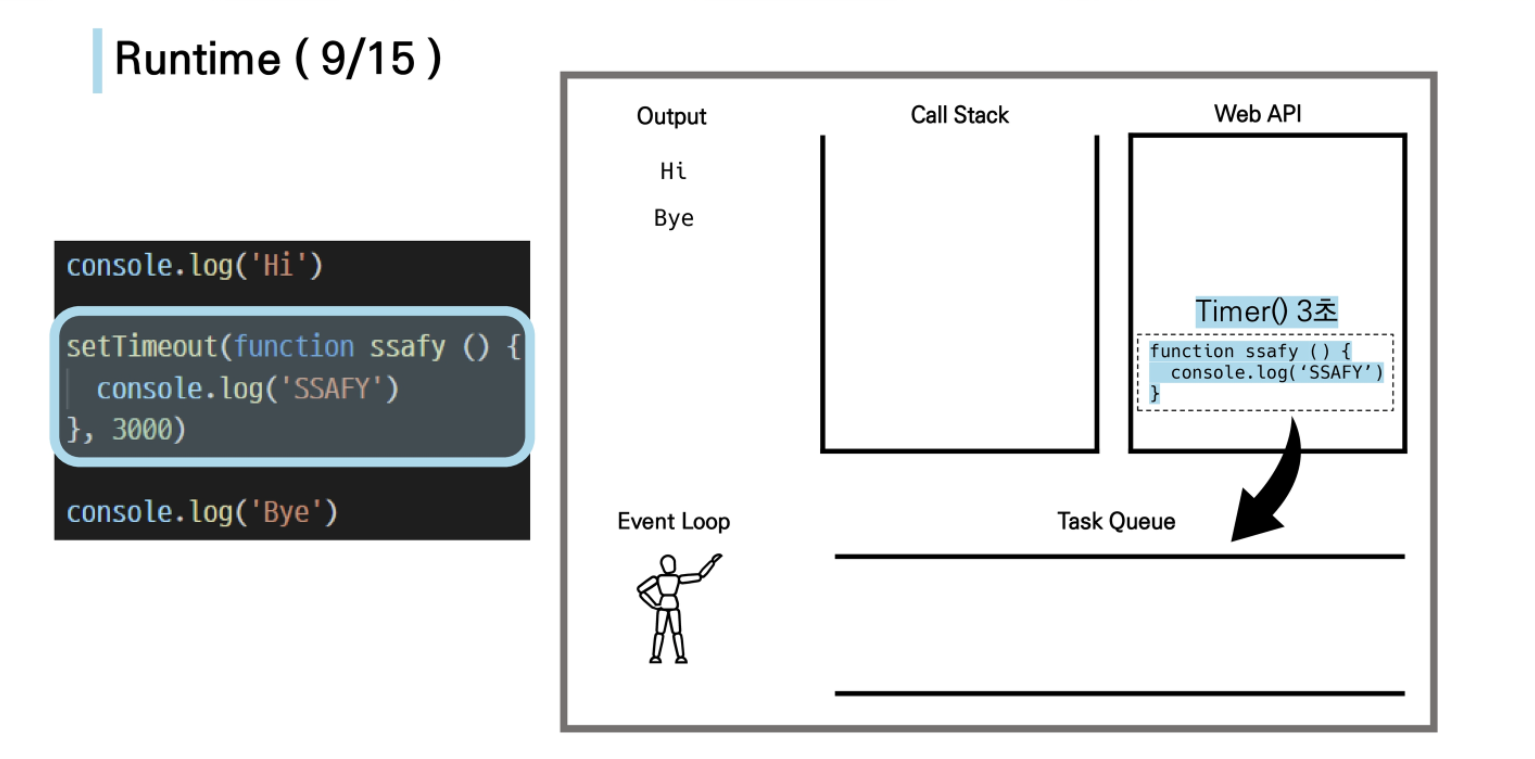 Runtime ( 9/15 )
console.log('Hi')
setTimeout(function ssafy () {
console.log('SSAFY')
}, 3000)
console.log('Bye')
Output
Hi
Bye
Call Stack
Web API
Timer() 3초
function ssafy () {
console.log(‘SSAFY’)
}
Event Loop
Task Queue